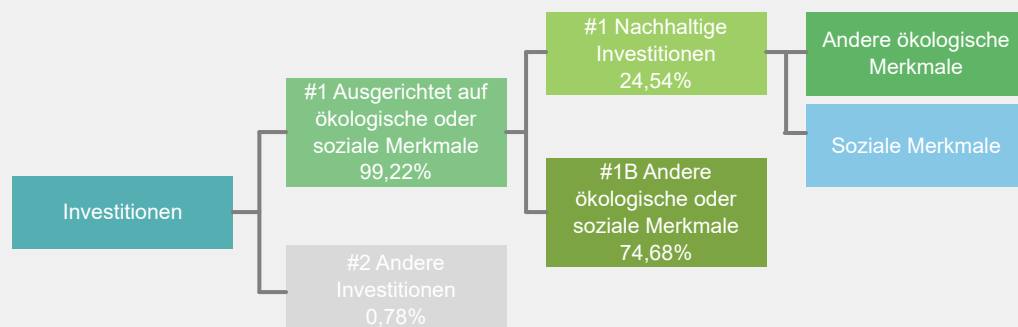 Investitionen
#1 Ausgerichtet auf
ökologische oder
soziale Merkmale
99,22%
#2 Andere
Investitionen
0,78%
#1 Nachhaltige
Investitionen
24,54%
#1B Andere
ökologische oder
soziale Merkmale
74,68%
Andere ökologische
Merkmale
Soziale Merkmale